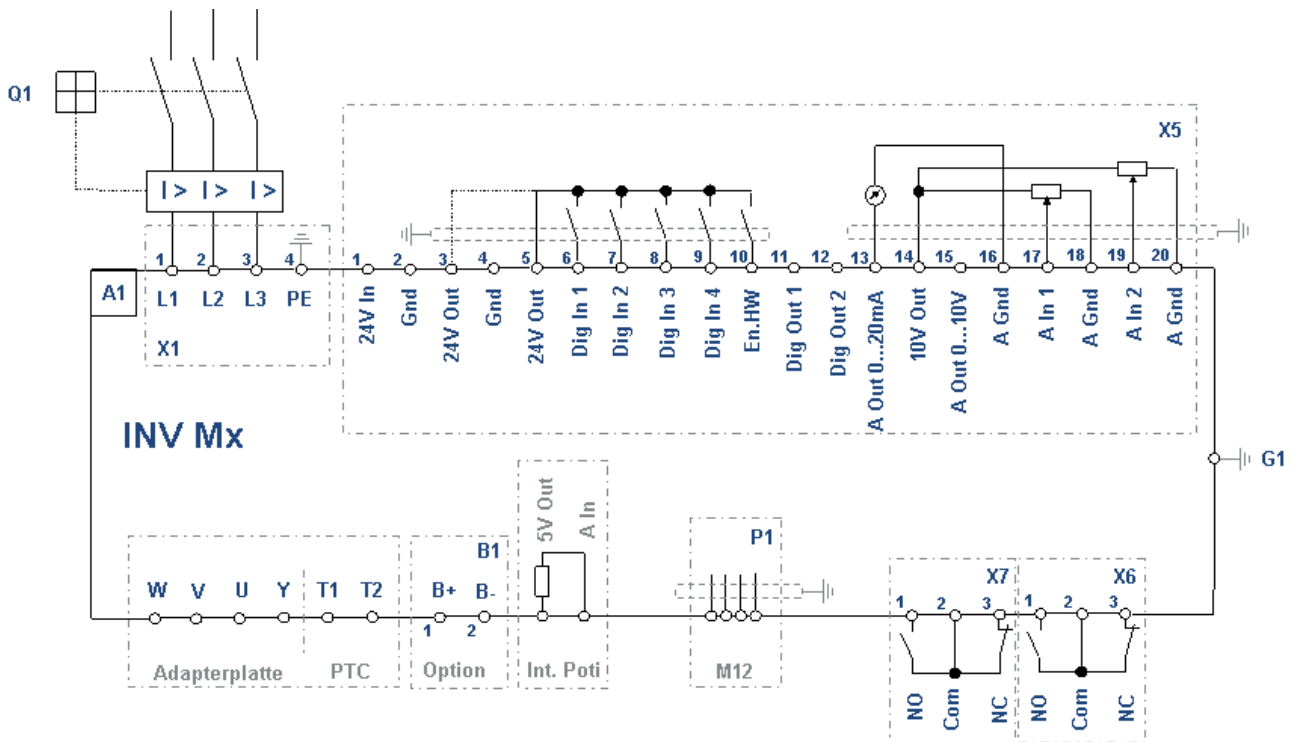 Q1
I > I > I >
X5
1 2 3 4
L1 L2 L3 PE
X1
A1
1 2 3 4 5 6 7 8 9 10 11 12 13 14 15 16 17 18 19 20
24V In
Gnd
24V Out
Gnd
24V Out
Dig In 1
Dig In 2
Dig In 3
Dig In 4
En.HW
Dig Out 1
Dig Out 2
A Out 0...20mA
10V Out
A Out 0...10V
A Gnd
A In 1
A Gnd
A In 2
A Gnd
INV Mx
G1
W V U Y T1 T2
Adapterplatte PTC
B1
B+ B-
1 2
Option
5V Out
A In
Int. Poti
P1
M12
X7
1 2 3
NO
Com
NC
X6
1 2 3
NO
Com
NC